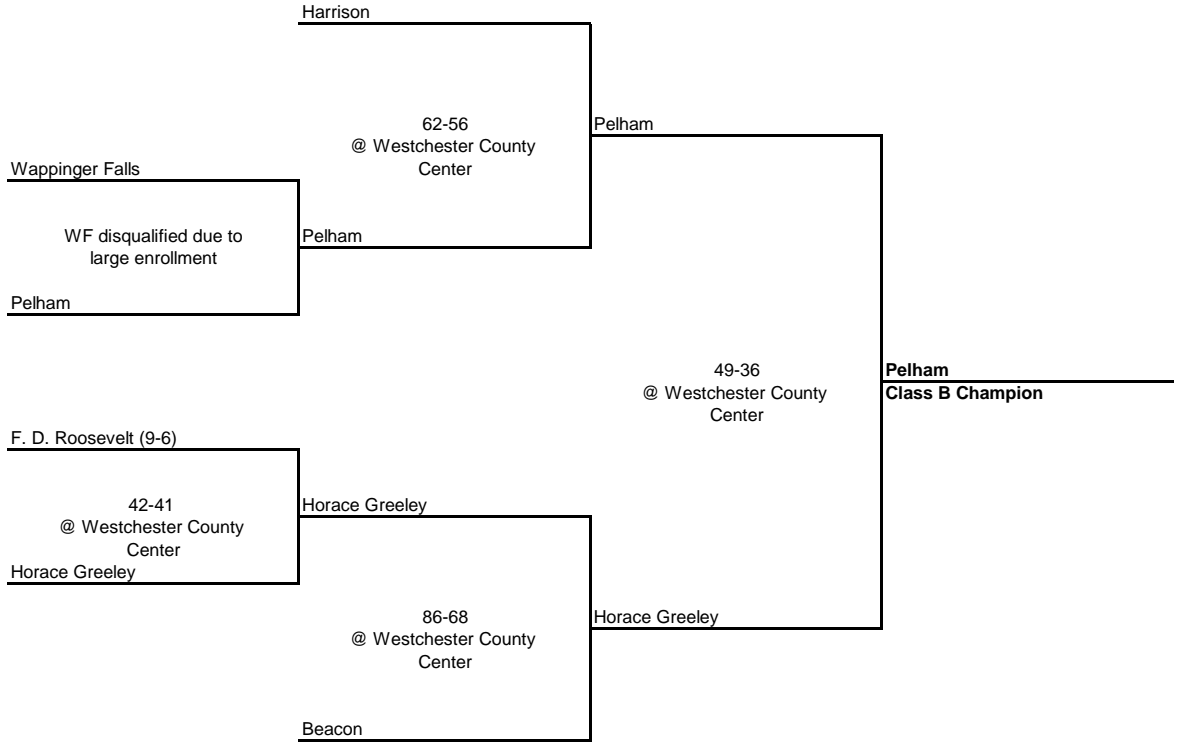 Harrison
62-56
@ Westchester County
Center
Pelham
Wappinger Falls
WF disqualified due to
large enrollment
Pelham
Pelham
49-36
@ Westchester County
Center
Pelham
Class B Champion
F. D. Roosevelt (9-6)
42-41
@ Westchester County
Center
Horace Greeley
Horace Greeley
86-68
@ Westchester County
Center
Horace Greeley
Beacon